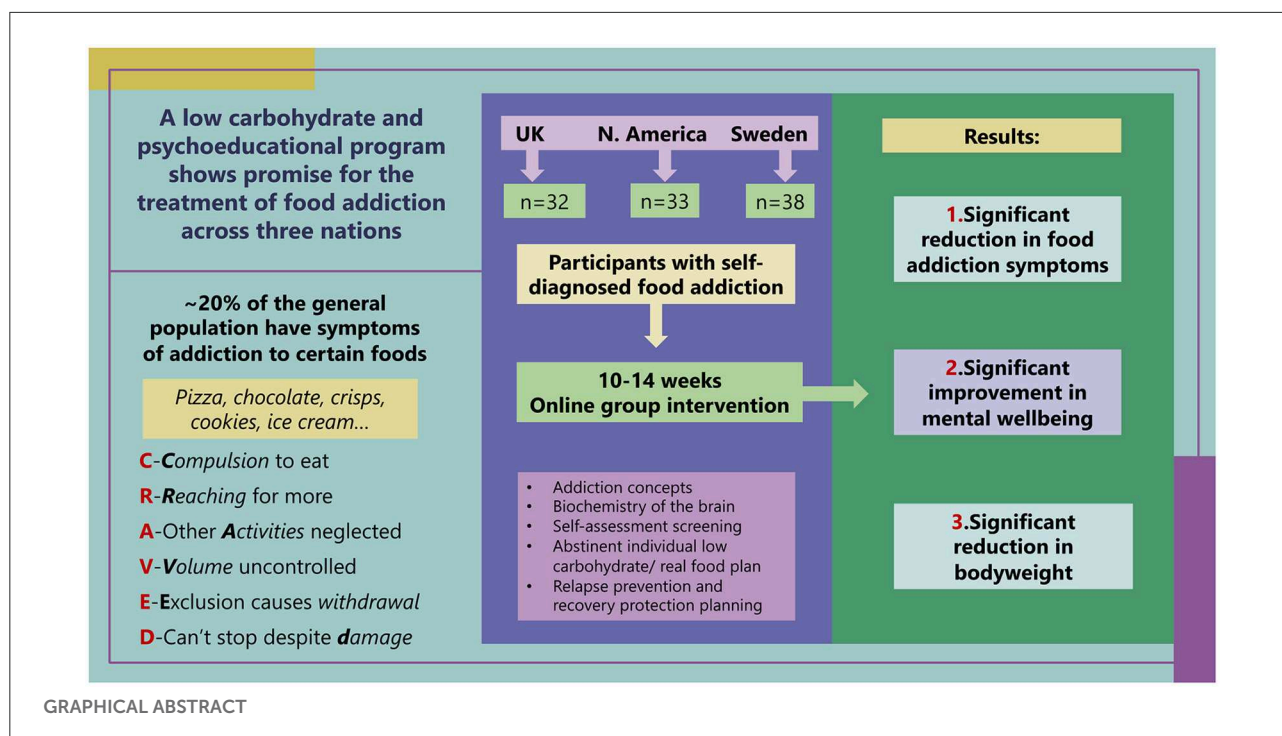 A low carbohydrate and
psychoeducational program
shows promise for the
treatment of food addiction
across three nations
~20% of the general
population have symptoms
of addiction to certain foods
Pizza, chocolate, crisps,
cookies, ice cream...
C-Compulsion to eat
R-Reaching for more
A-Other Activities neglected
V-Volume uncontrolled
E-Exclusion causes withdrawal
D-Can't stop despite damage
UK N. America Sweden
n=32 n=33 n=38
Participants with self-
diagnosed food addiction
10-14 weeks
Online group intervention
• Addiction concepts
• Biochemistry of the brain
• Self-assessment screening
• Abstinent individual low
carbohydrate/ real food plan
• Relapse prevention and
recovery protection planning
Results:
1.Significant
reduction in food
addiction symptoms
2.Significant
improvement in
mental wellbeing
3.Significant
reduction in
bodyweight
GRAPHICAL ABSTRACT